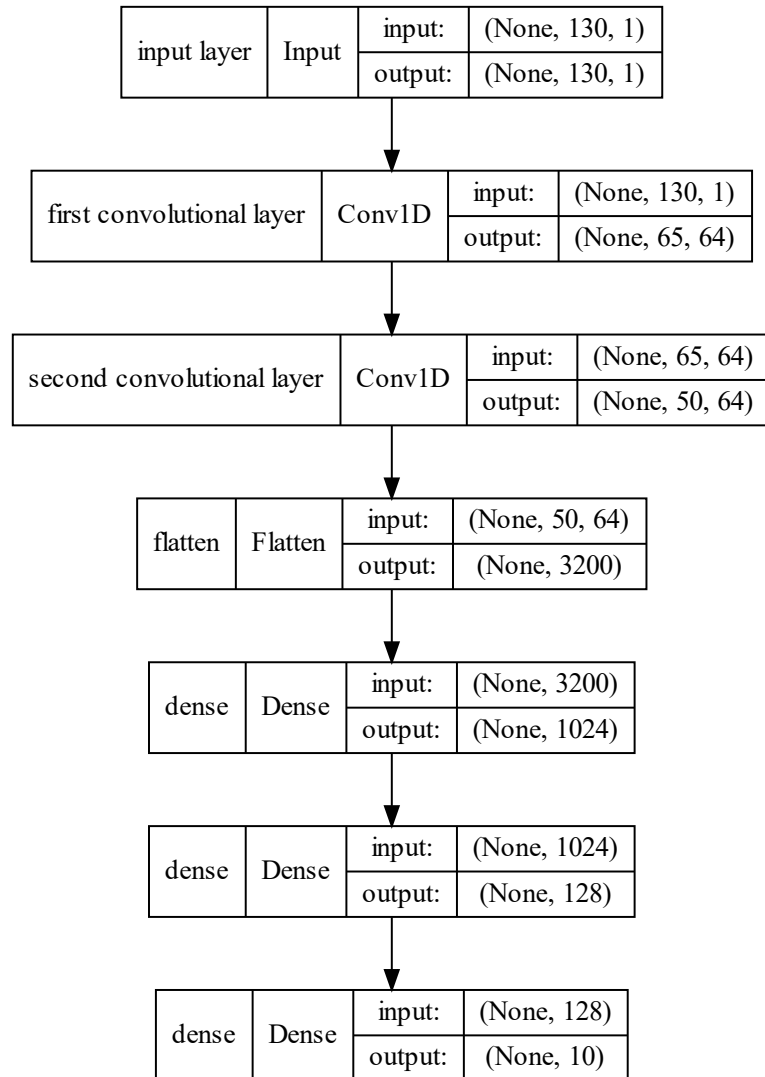 input layer Input input: (None, 130, 1)
output: (None, 130, 1)
first convolutional layer Conv1D input: (None, 130, 1)
output: (None, 65, 64)
second convolutional layer Conv1D input: (None, 65, 64)
output: (None, 50, 64)
flatten Flatten input: (None, 50, 64)
output: (None, 3200)
dense Dense input: (None, 3200)
output: (None, 1024)
dense Dense input: (None, 1024)
output: (None, 128)
dense Dense input: (None, 128)
output: (None, 10)